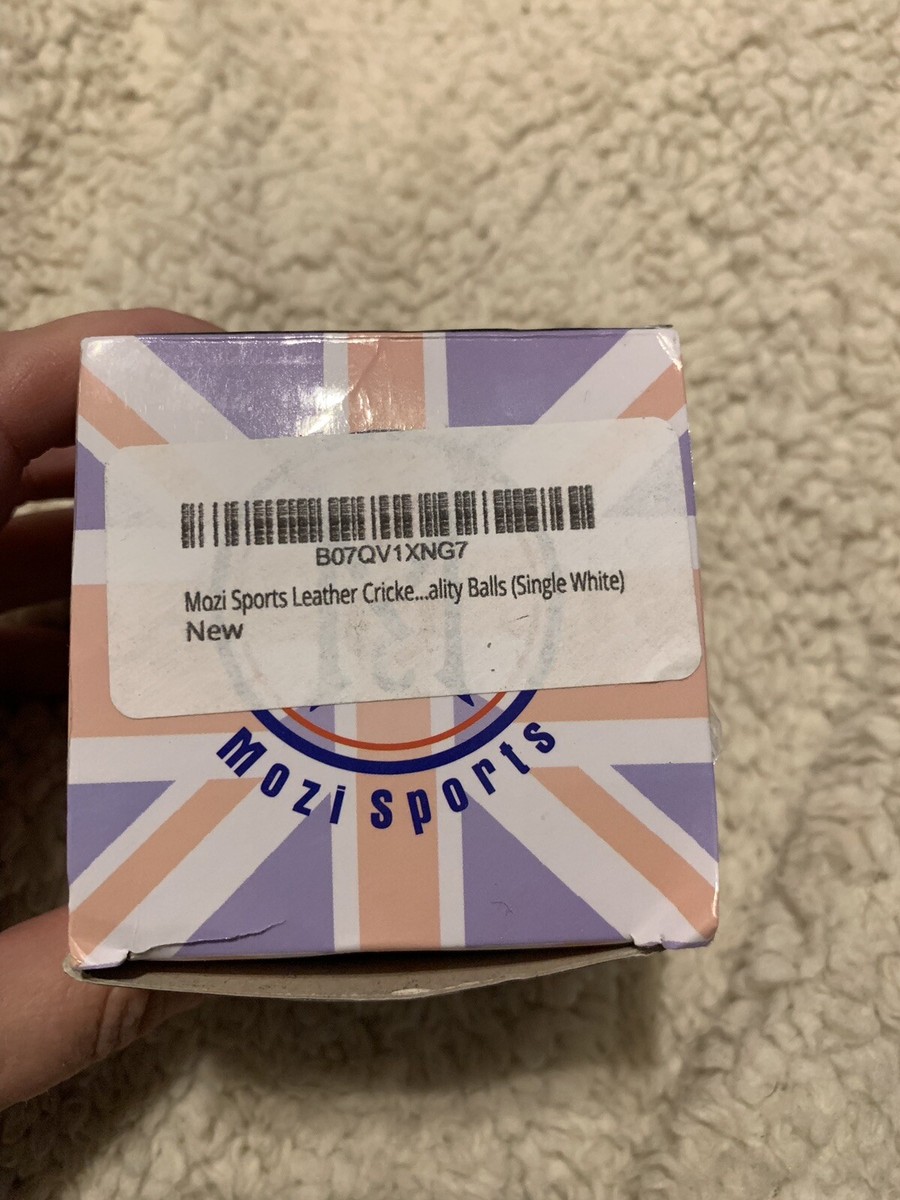 B07QV1XNG7
Mozi Sports Leather Cricke...ality Balls (Single White)
New
Mozi Sports